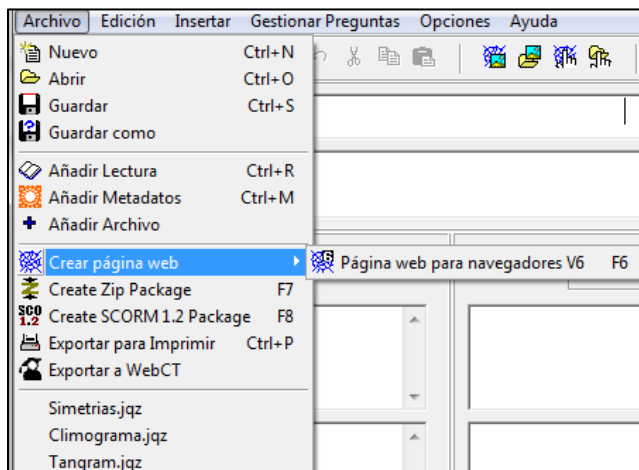 Archivo Edición Insertar Gestionar Preguntas Opciones Ayuda
Nuevo Ctrl+N
Abrir Ctrl+O
Guardar Ctrl+S
Guardar como
Añadir Lectura Ctrl+R
Añadir Metadatos Ctrl+M
Añadir Archivo
Crear página web
6 Página web para navegadores V6 F6
Create Zip Package F7
SCO 1.2 Create SCORM 1.2 Package F8
Exportar para Imprimir Ctrl+P
Exportar a WebCT
Simetrias.jqz
Climograma.jqz
Tangram.jqz